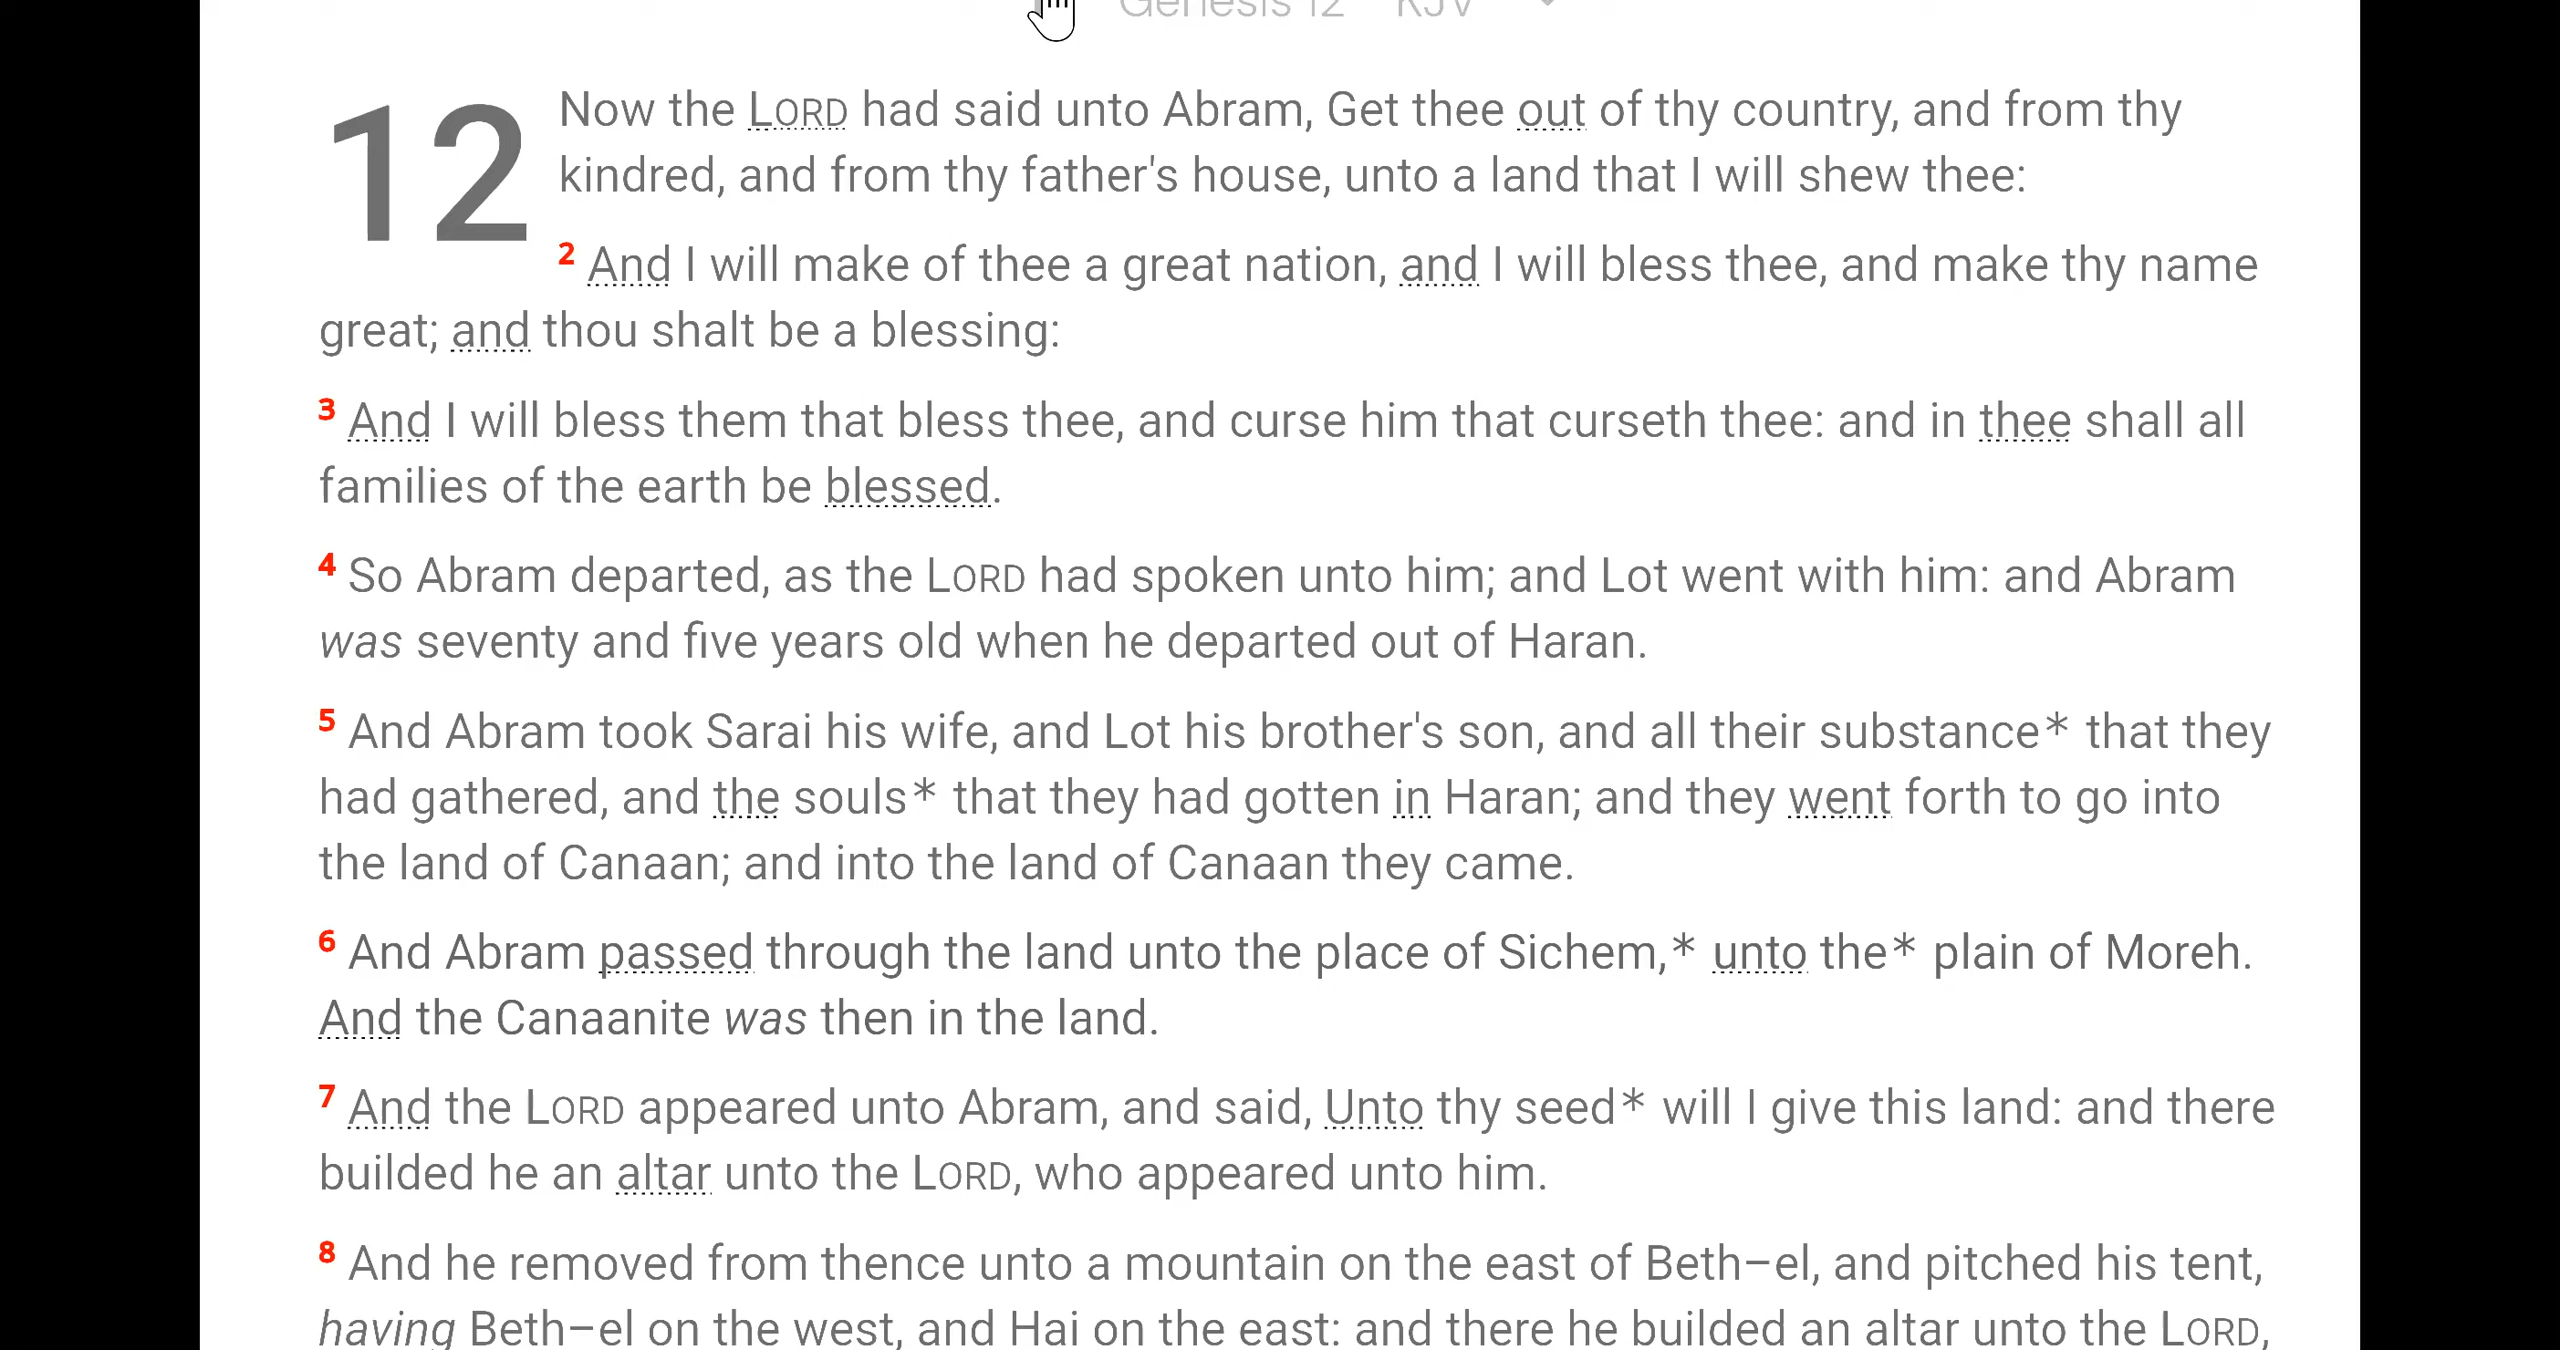 Genesis 12 KJV
12 Now the LORD had said unto Abram, Get thee out of thy country, and from thy
kindred, and from thy father's house, unto a land that I will shew thee:
2 And I will make of thee a great nation, and I will bless thee, and make thy name
great; and thou shalt be a blessing:
3 And I will bless them that bless thee, and curse him that curseth thee: and in thee shall all
families of the earth be blessed.
4 So Abram departed, as the LORD had spoken unto him; and Lot went with him: and Abram
was seventy and five years old when he departed out of Haran.
5 And Abram took Sarai his wife, and Lot his brother's son, and all their substance* that they
had gathered, and the souls* that they had gotten in Haran; and they went forth to go into
the land of Canaan; and into the land of Canaan they came.
6 And Abram passed through the land unto the place of Sichem,* unto the* plain of Moreh.
And the Canaanite was then in the land.
7 And the LORD appeared unto Abram, and said, Unto thy seed* will I give this land: and there
builded he an altar unto the LORD, who appeared unto him.
8 And he removed from thence unto a mountain on the east of Beth–el, and pitched his tent,
having Beth–el on the west, and Hai on the east: and there he builded an altar unto the LORD,